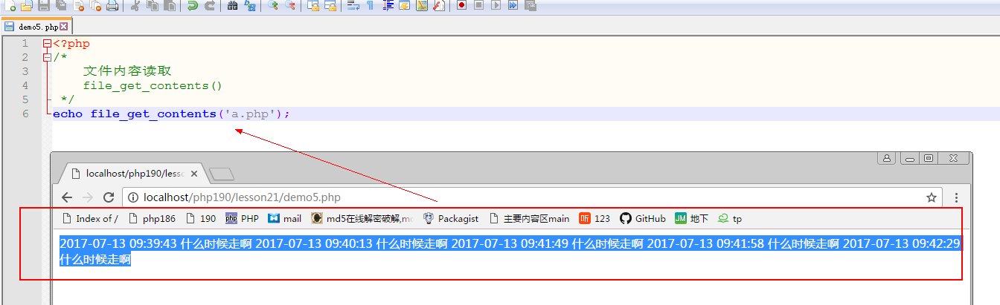 demo5.php
1 <?php
2 /*
3 文件内容读取
4 file_get_contents()
5 */
6 echo file_get_contents('a.php');
localhost/php190/less
localhost/php190/lesson21/demo5.php
Index of / php186 190 php PHP mail md5在线解密破解,m Packagist 主要内容区main 听 123 GitHub JM 地下 tp
2017-07-13 09:39:43 什么时候走啊 2017-07-13 09:40:13 什么时候走啊 2017-07-13 09:41:49 什么时候走啊 2017-07-13 09:41:58 什么时候走啊 2017-07-13 09:42:29
什么时候走啊